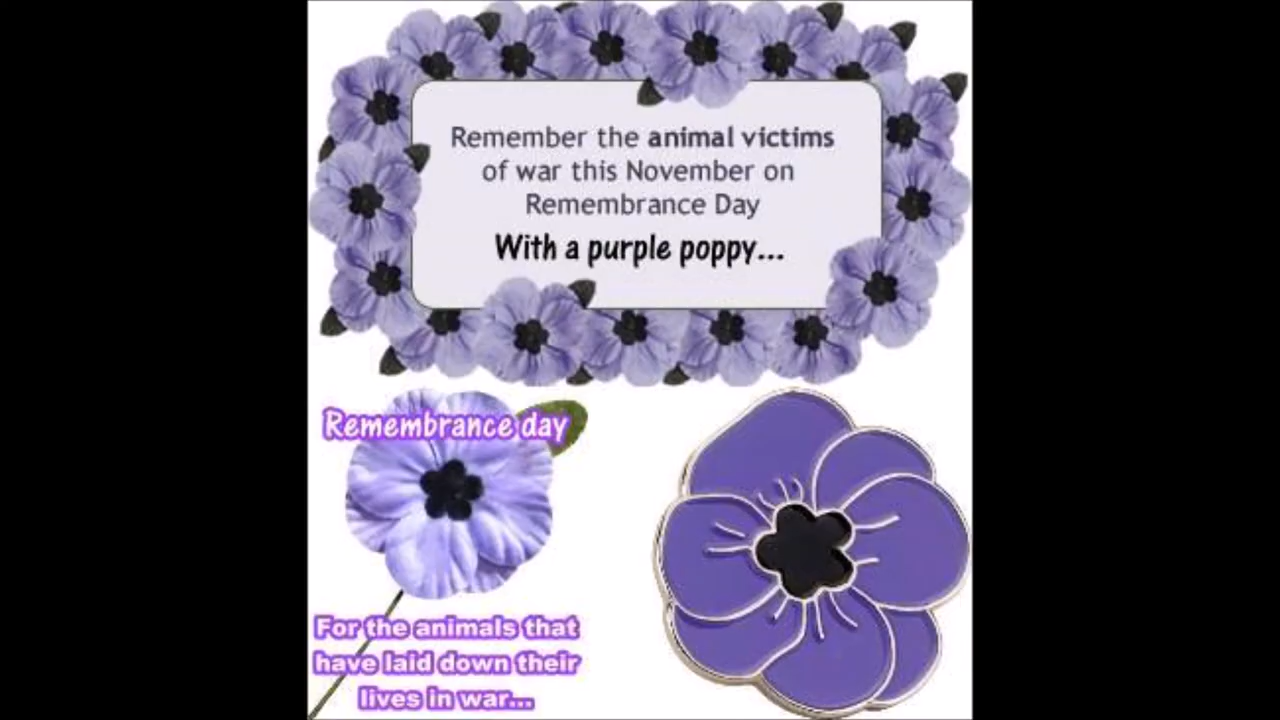 Remember the animal victims
of war this November on
Remembrance Day
With a purple poppy...
Remembrance day
For the animals that
have laid down their
lives in war...